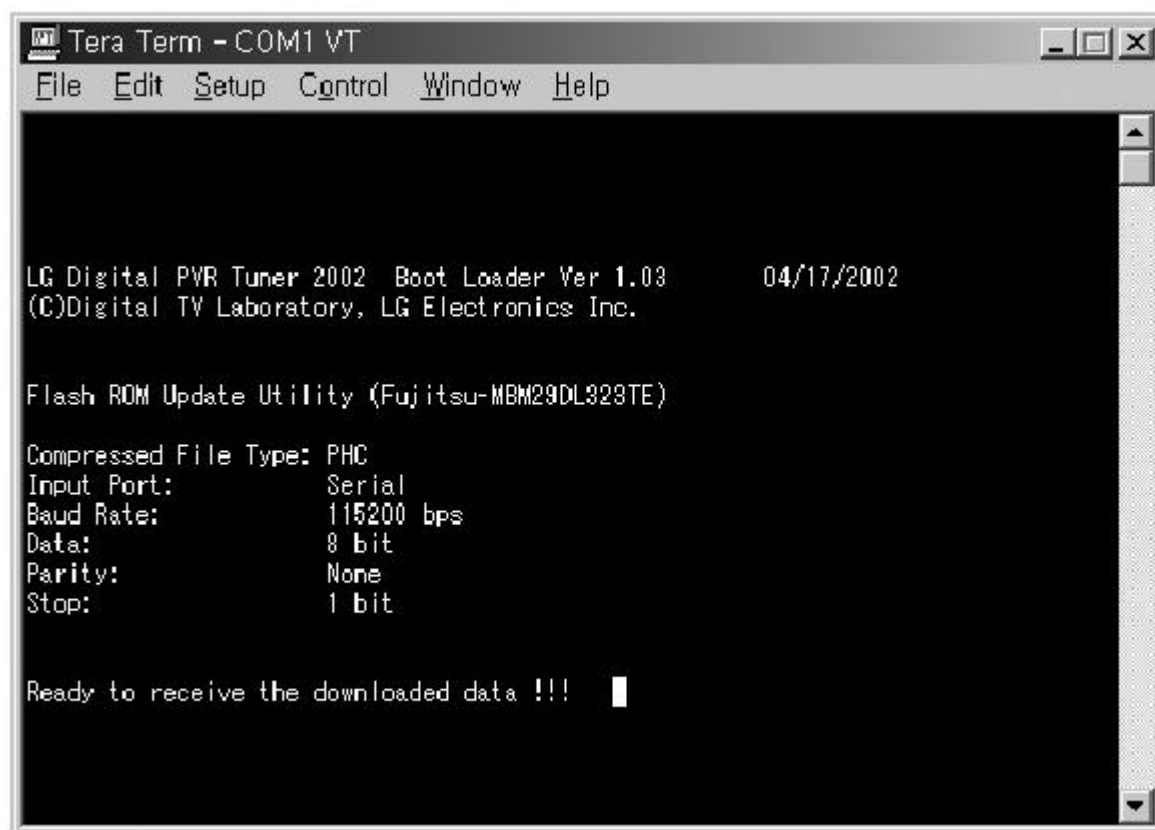 Tera Term - COM1 VT
File Edit Setup Control Window Help
LG Digital PVR Tuner 2002 Boot Loader Ver 1.03 04/17/2002
(C)Digital TV Laboratory, LG Electronics Inc.
Flash ROM Update Utility (Fujitsu-MBM29DL323TE)
Compressed File Type: PHC
Input Port: Serial
Baud Rate: 115200 bps
Data: 8 bit
Parity: None
Stop: 1 bit
Ready to receive the downloaded data !!!